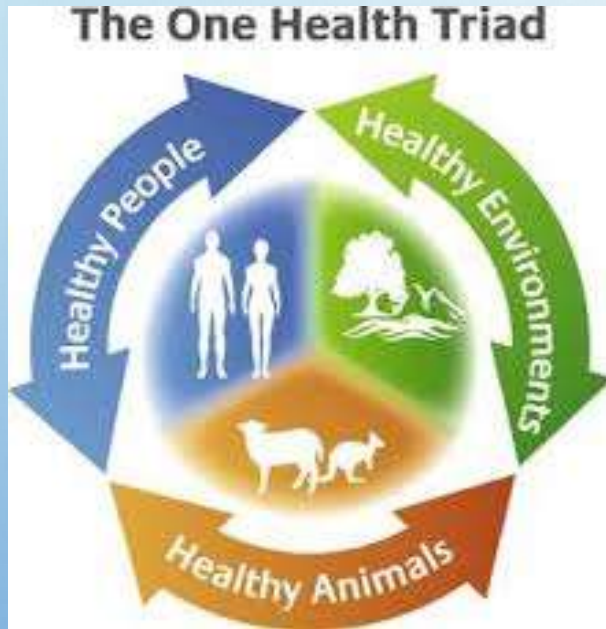 The One Health Triad
Healthy People
Healthy Environments
Healthy Animals